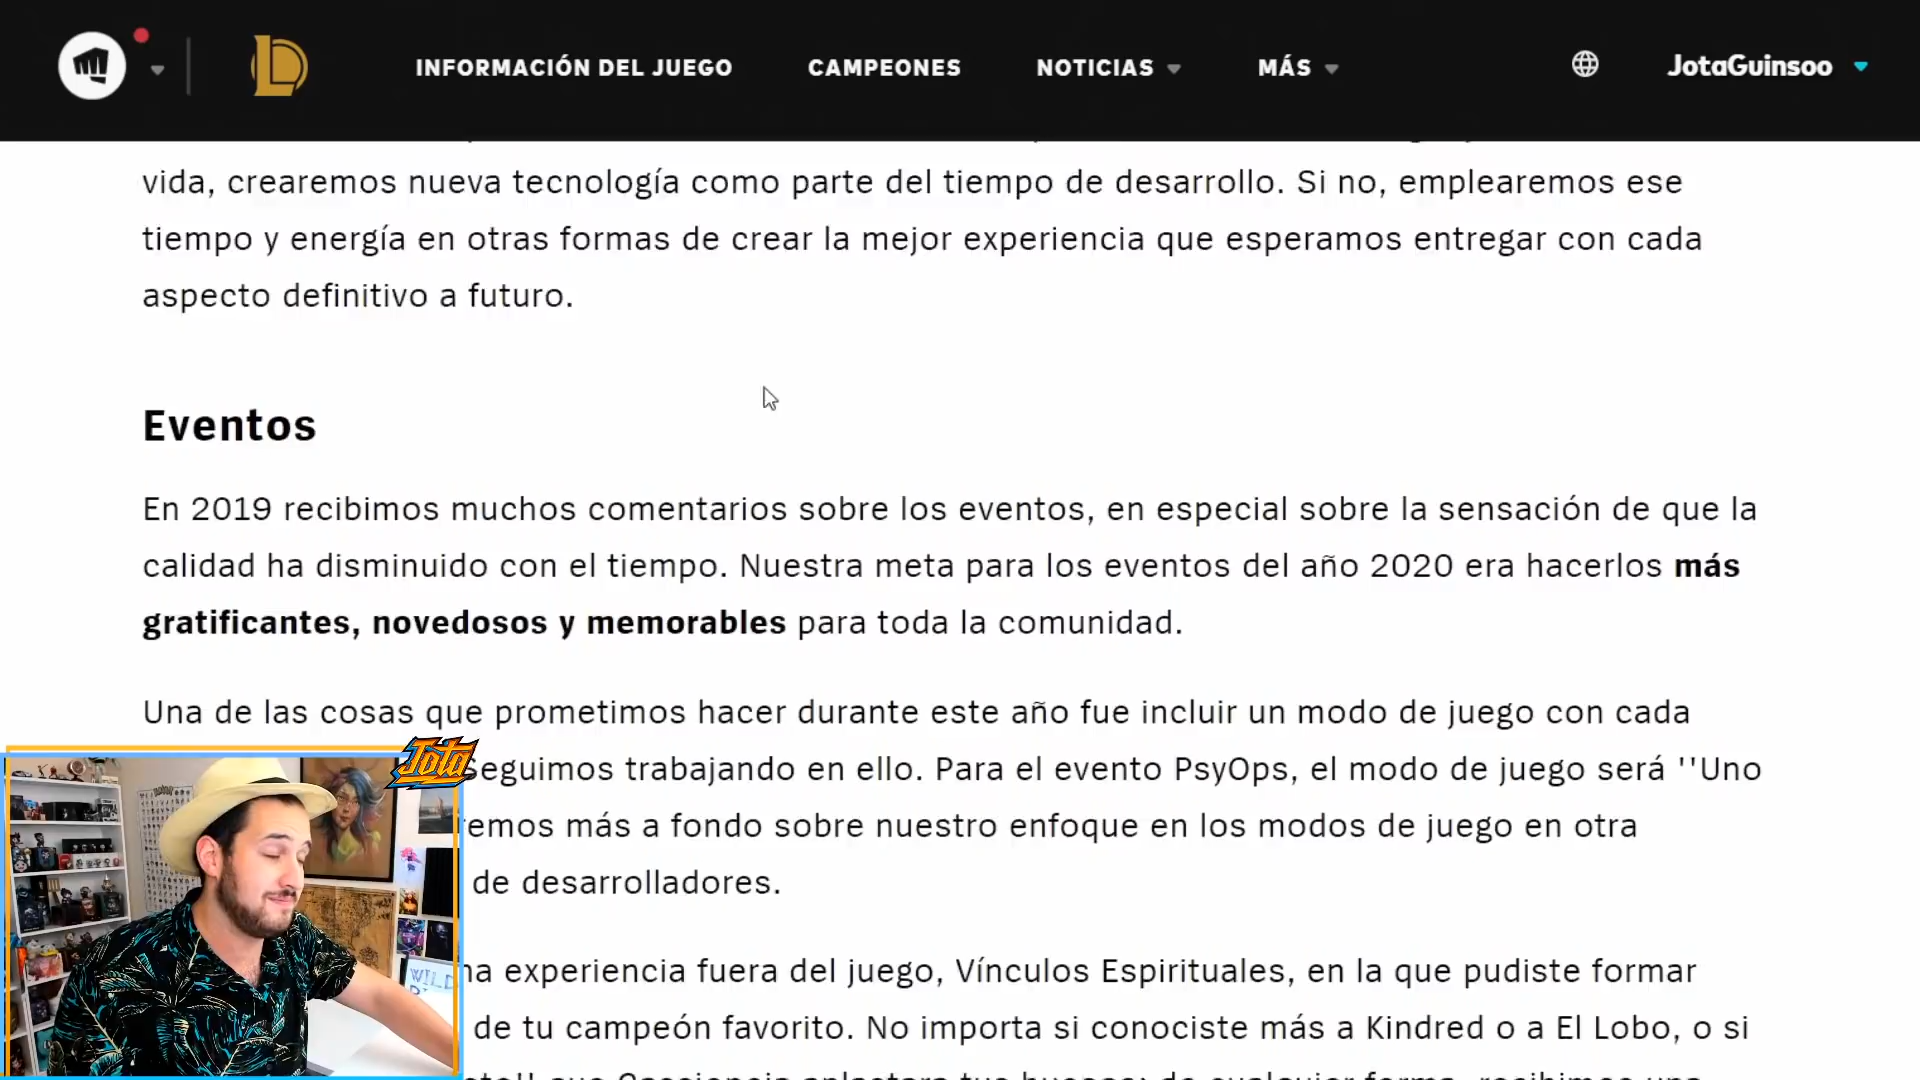 INFORMACIÓN DEL JUEGO CAMPEONES NOTICIAS MÁS JotaGuinsoo
vida, crearemos nueva tecnología como parte del tiempo de desarrollo. Si no, emplearemos ese
tiempo y energía en otras formas de crear la mejor experiencia que esperamos entregar con cada
aspecto definitivo a futuro.
Eventos
En 2019 recibimos muchos comentarios sobre los eventos, en especial sobre la sensación de que la
calidad ha disminuido con el tiempo. Nuestra meta para los eventos del año 2020 era hacerlos más
gratificantes, novedosos y memorables para toda la comunidad.
Una de las cosas que prometimos hacer durante este año fue incluir un modo de juego con cada
Jota
Seguimos trabajando en ello. Para el evento PsyOps, el modo de juego será ''Uno
remos más a fondo sobre nuestro enfoque en los modos de juego en otra
de desarrolladores.
na experiencia fuera del juego, Vínculos Espirituales, en la que pudiste formar
WILD
de tu campeón favorito. No importa si conociste más a Kindred o a El Lobo, o si